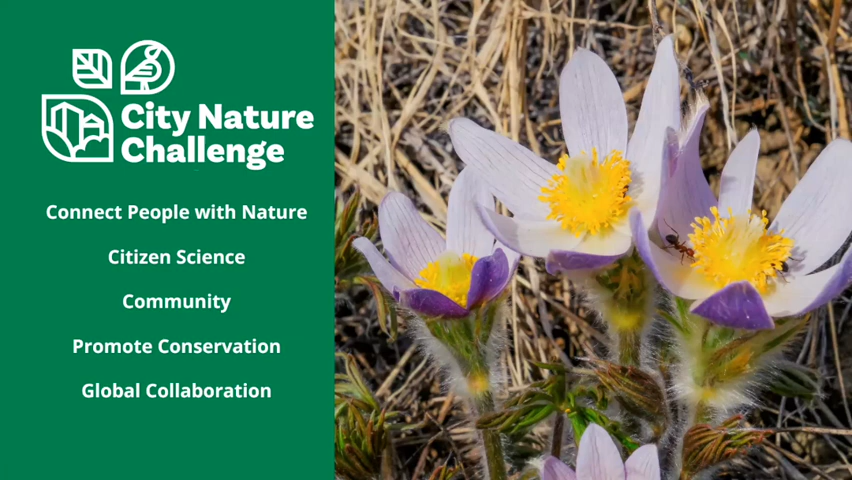 City Nature
Challenge
Connect People with Nature
Citizen Science
Community
Promote Conservation
Global Collaboration